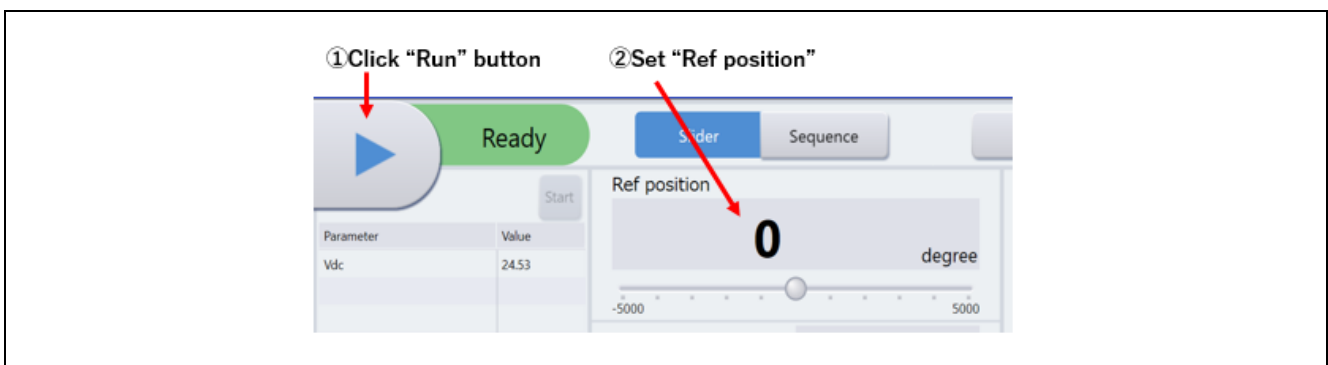 ①Click “Run” button ②Set “Ref position”
Ready Slider Sequence
Start Ref position
Parameter Value 0 degree
Vdc 24.53
-5000 5000